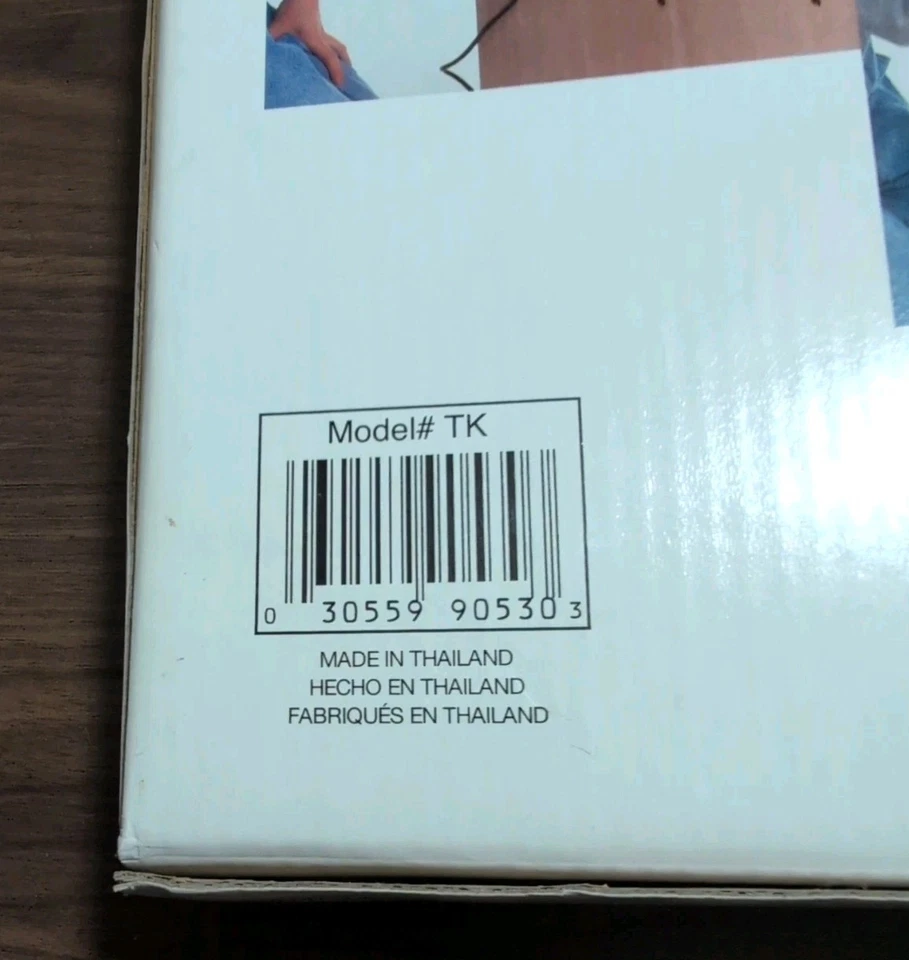 Model# TK
0 30559 90530 3
MADE IN THAILAND
HECHO EN THAILAND
FABRIQUÉS EN THAILAND